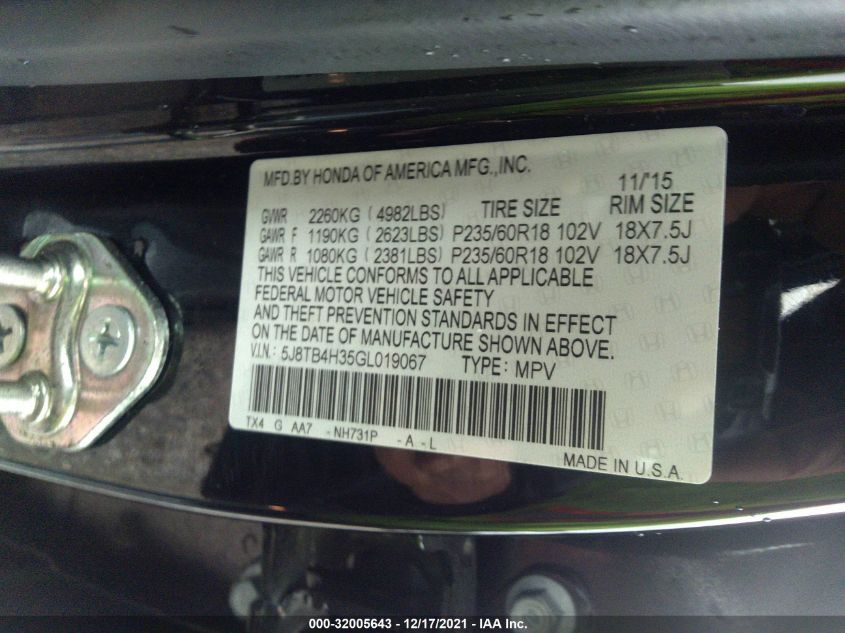 MFD.BY HONDA OF AMERICA MFG.,INC. 11/'15
GVWR 2260KG (4982LBS) TIRE SIZE RIM SIZE
GAWR F 1190KG (2623LBS) P235/60R18 102V 18X7.5J
GAWR R 1080KG (2381LBS) P235/60R18 102V 18X7.5J
THIS VEHICLE CONFORMS TO ALL APPLICABLE
FEDERAL MOTOR VEHICLE SAFETY
AND THEFT PREVENTION STANDARDS IN EFFECT
ON THE DATE OF MANUFACTURE SHOWN ABOVE.
V.I.N.: 5J8TB4H35GL019067 TYPE: MPV
TX4 G AA7 -NH731P -A-L
MADE IN U.S.A.
000-32005643 - 12/17/2021 - IAA Inc.